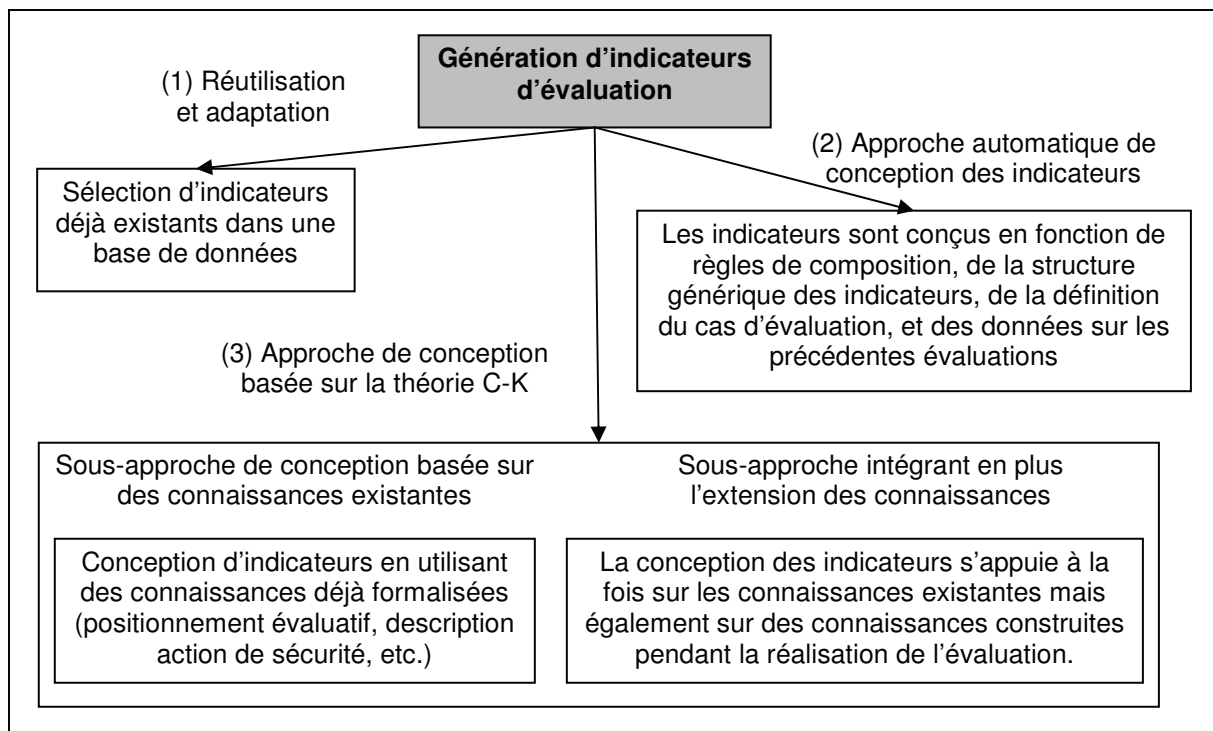 Génération d’indicateurs
d’évaluation
(1) Réutilisation
et adaptation
Sélection d’indicateurs
déjà existants dans une
base de données
(2) Approche automatique de
conception des indicateurs
Les indicateurs sont conçus en fonction de
règles de composition, de la structure
générique des indicateurs, de la définition
du cas d’évaluation, et des données sur les
précédentes évaluations
(3) Approche de conception
basée sur la théorie C-K
Sous-approche de conception basée sur
des connaissances existantes
Conception d’indicateurs en utilisant
des connaissances déjà formalisées
(positionnement évaluatif, description
action de sécurité, etc.)
Sous-approche intégrant en plus
l’extension des connaissances
La conception des indicateurs s’appuie à la
fois sur les connaissances existantes mais
également sur des connaissances construites
pendant la réalisation de l’évaluation.